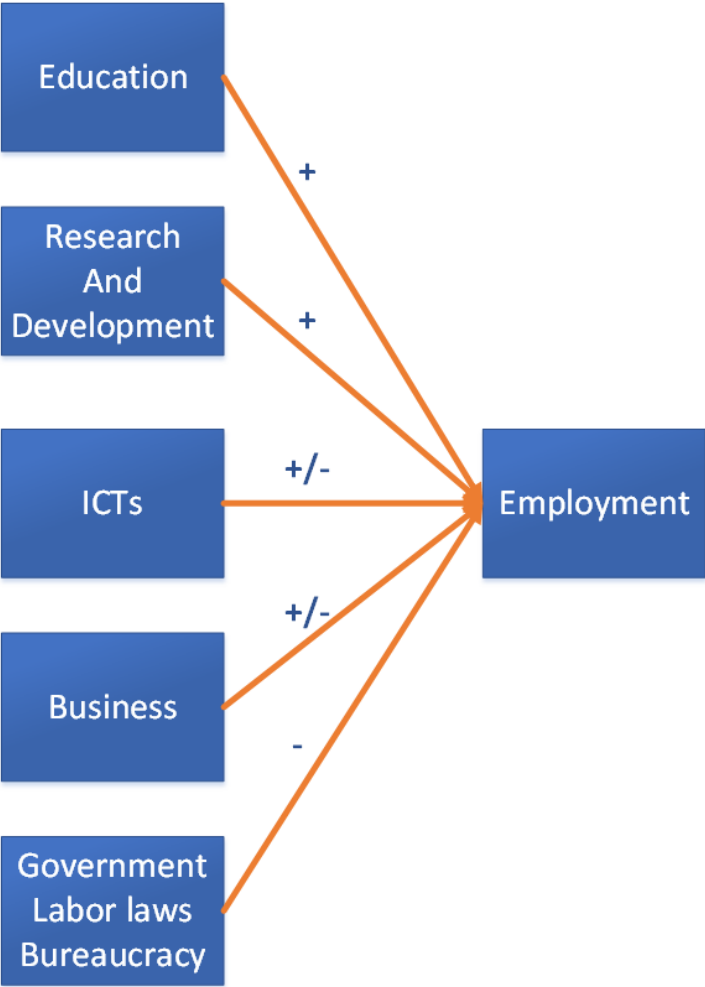 Education
+
Research
And
Development
+
ICTs
+/-
Employment
Business
+/-
Government
Labor laws
Bureaucracy
-